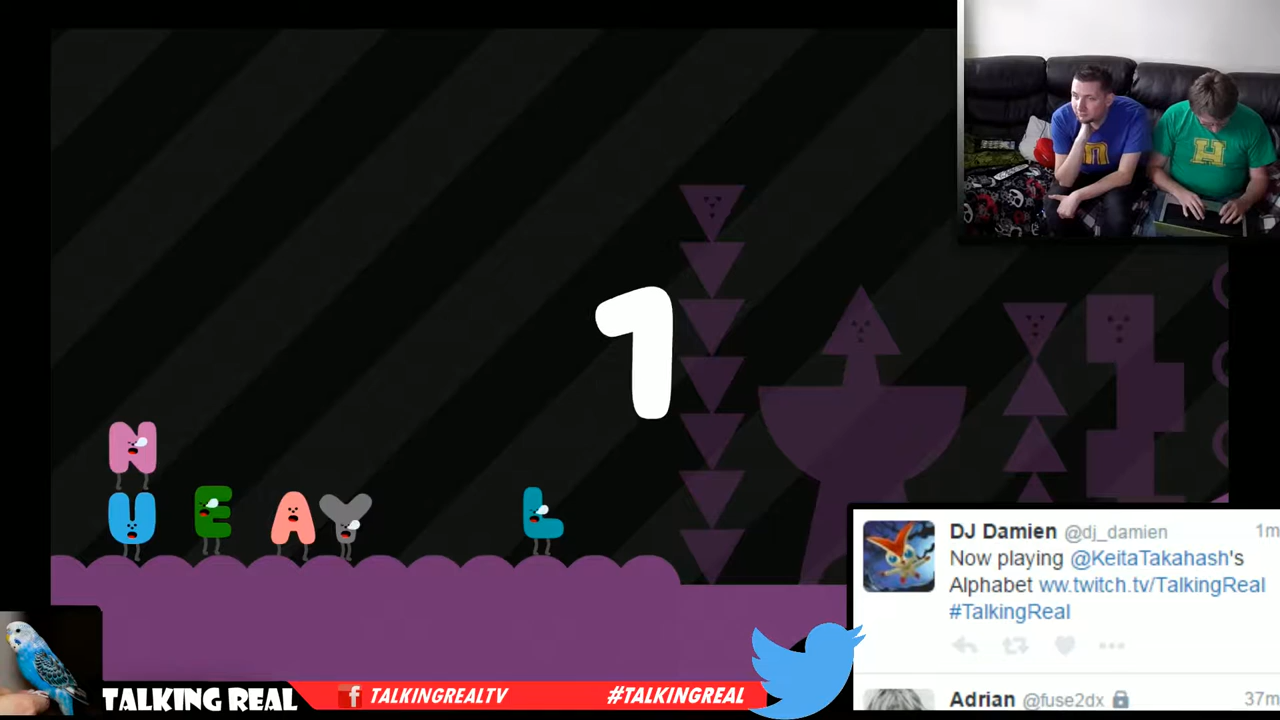 n
H
1
N
U E A Y L
DJ Damien @dj_damien 1m
Now playing @KeitaTakahash's
Alphabet ww.twitch.tv/TalkingReal
#TalkingReal
Adrian @fuse2dx 37m
TALKING REAL
f TALKINGREALTV #TALKINGREAL